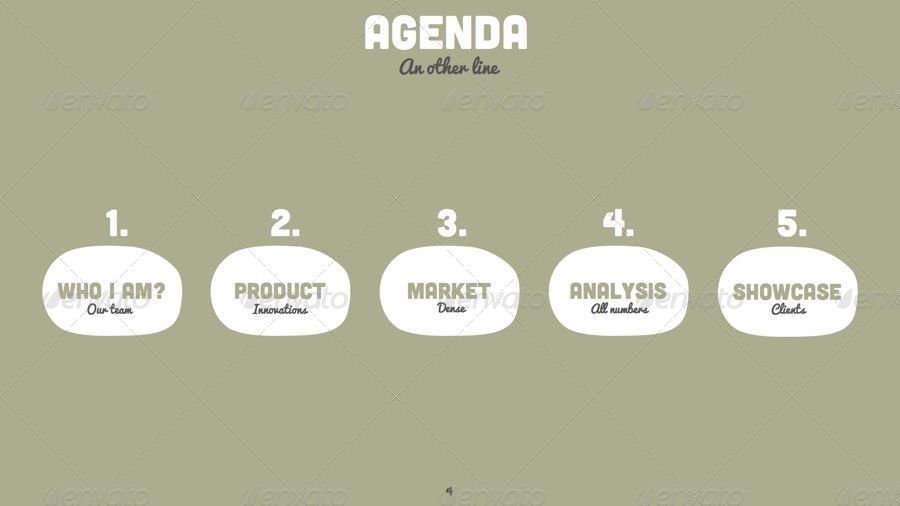 AGENDA
An other line
1.
WHO I AM?
Our team
2.
PRODUCT
Innovations
3.
MARKET
Dense
4.
ANALYSIS
All numbers
5.
SHOWCASE
Clients
4
envato